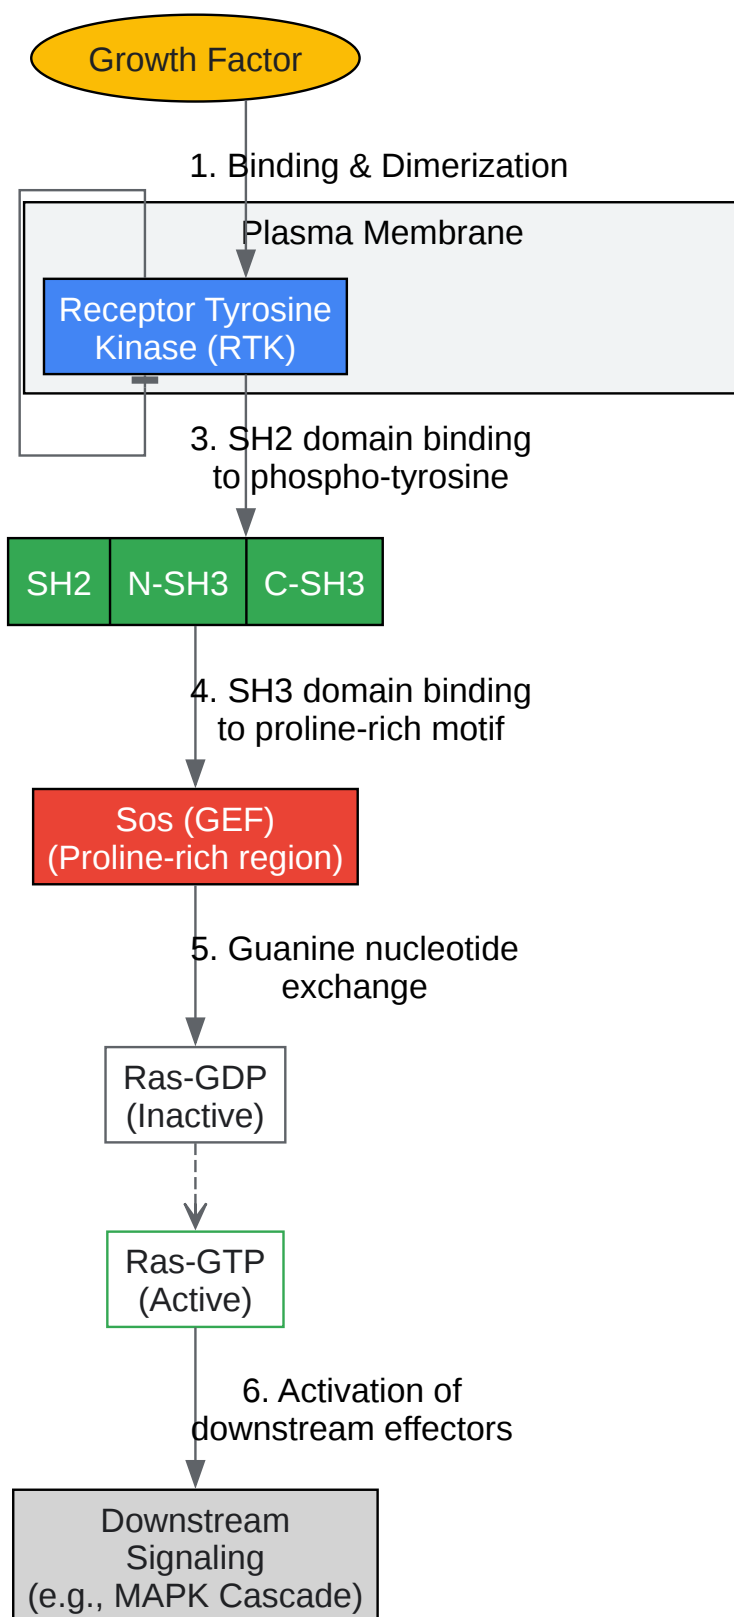 Growth Factor
1. Binding & Dimerization
Plasma Membrane
Receptor Tyrosine
Kinase (RTK)
3. SH2 domain binding
to phospho-tyrosine
SH2
N-SH3
C-SH3
4. SH3 domain binding
to proline-rich motif
Sos (GEF)
(Proline-rich region)
5. Guanine nucleotide
exchange
Ras-GDP
(Inactive)
Ras-GTP
(Active)
6. Activation of
downstream effectors
Downstream
Signaling
(e.g., MAPK Cascade)